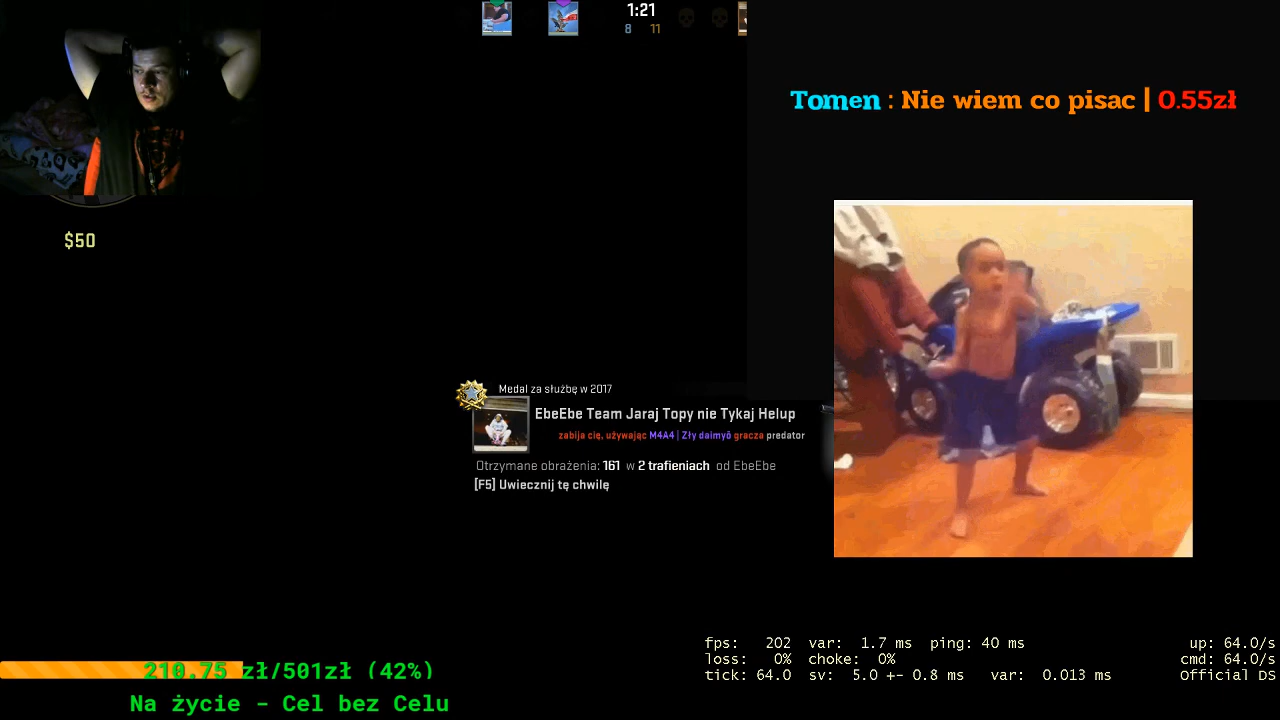 1:21
8 11
Tomen : Nie wiem co pisac | 0.55zł
$50
Medal za służbę w 2017
EbeEbe Team Jaraj Topy nie Tykaj Helup
zabija cię, używając M4A4 | Zły daimyō gracza predator
Otrzymane obrażenia: 161 w 2 trafieniach od EbeEbe
[F5] Uwiecznij tę chwilę
fps: 202 var: 1.7 ms ping: 40 ms up: 64.0/s
loss: 0% choke: 0% cmd: 64.0/s
tick: 64.0 sv: 5.0 +- 0.8 ms var: 0.013 ms Official DS
210.75 zł/501zł (42%)
Na życie - Cel bez Celu